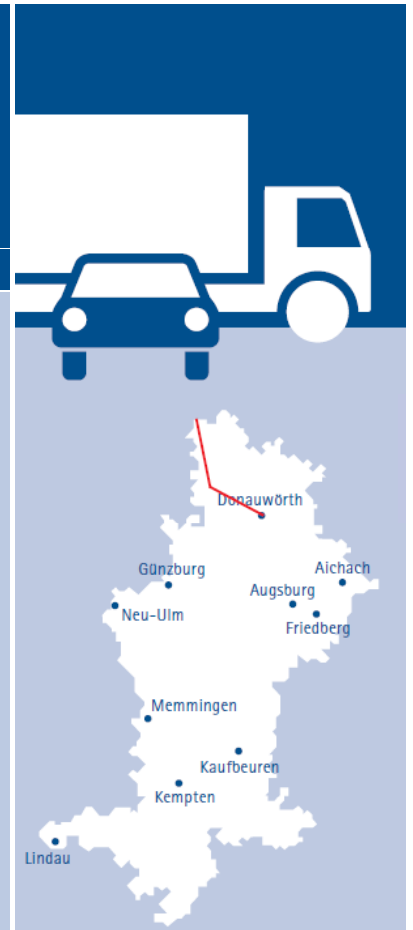 Donauwörth
Günzburg
Aichach
Augsburg
Neu-Ulm
Friedberg
Memmingen
Kaufbeuren
Kempten
Lindau